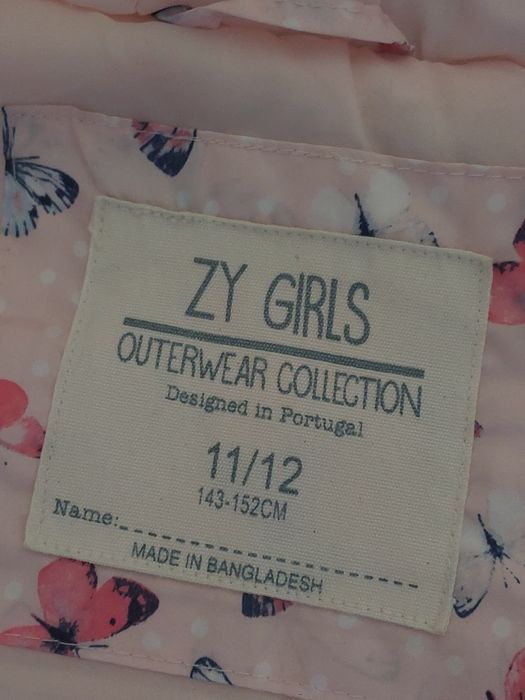 ZY GIRLS
OUTERWEAR COLLECTION
Designed in Portugal
11/12
143-152CM
Name:
MADE IN BANGLADESH